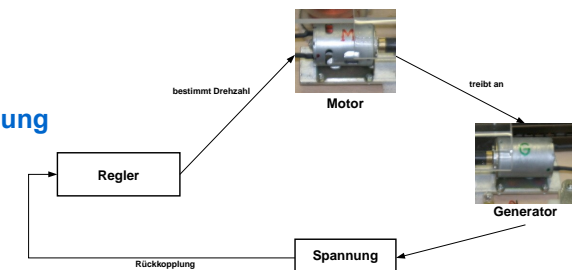 bestimmt Drehzahl
M
Motor
treibt an
ung
Regler
G
Generator
Spannung
Rückkopplung